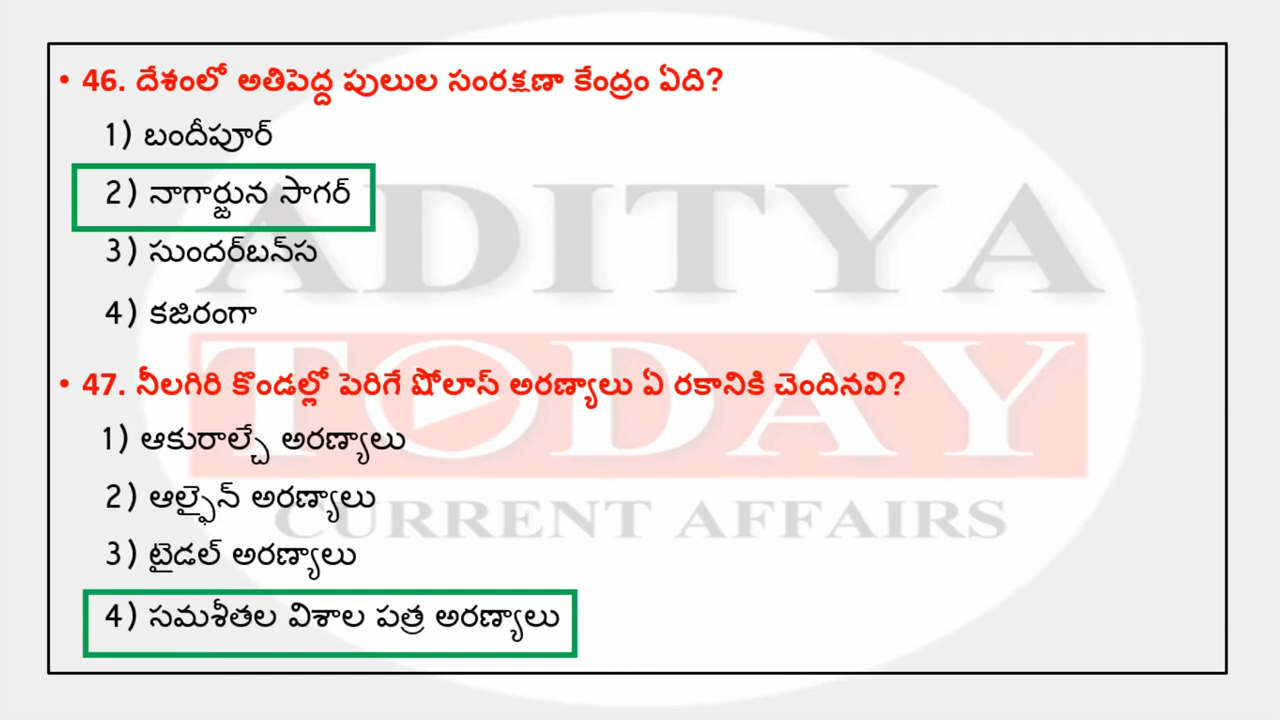 • 46. దేశంలో అతిపెద్ద పులుల సంరక్షణా కేంద్రం ఏది?
1) బందీపూర్
2) నాగార్జున సాగర్
3) సుందర్‌బన్‌స
4) కజిరంగా
• 47. నీలగిరి కొండల్లో పెరిగే షోలాస్ అరణ్యాలు ఏ రకానికి చెందినవి?
1) ఆకురాల్చే అరణ్యాలు
2) ఆల్ఫైన్ అరణ్యాలు
3) టైడల్ అరణ్యాలు
4) సమశీతల విశాల పత్ర అరణ్యాలు
ADITYA
TODAY
CURRENT AFFAIRS